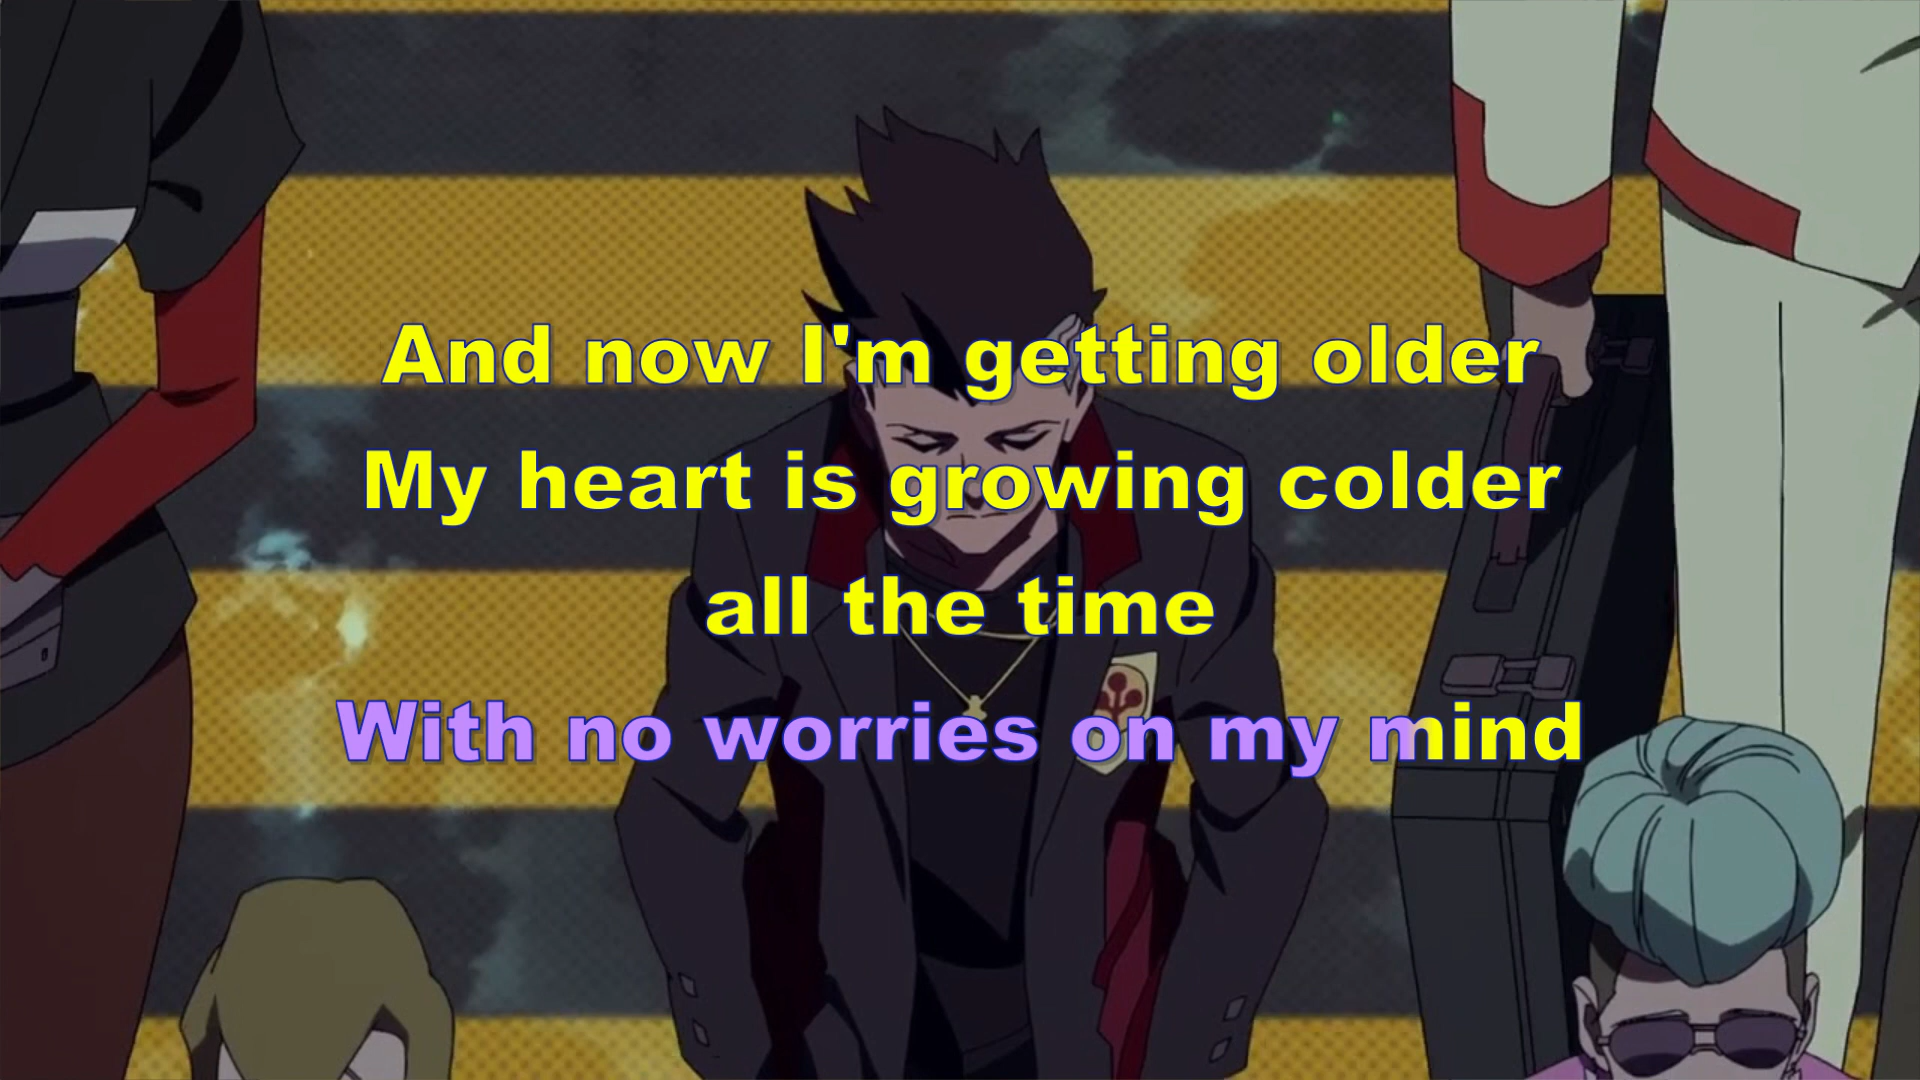 And now I'm getting older
My heart is growing colder
all the time
With no worries on my mind